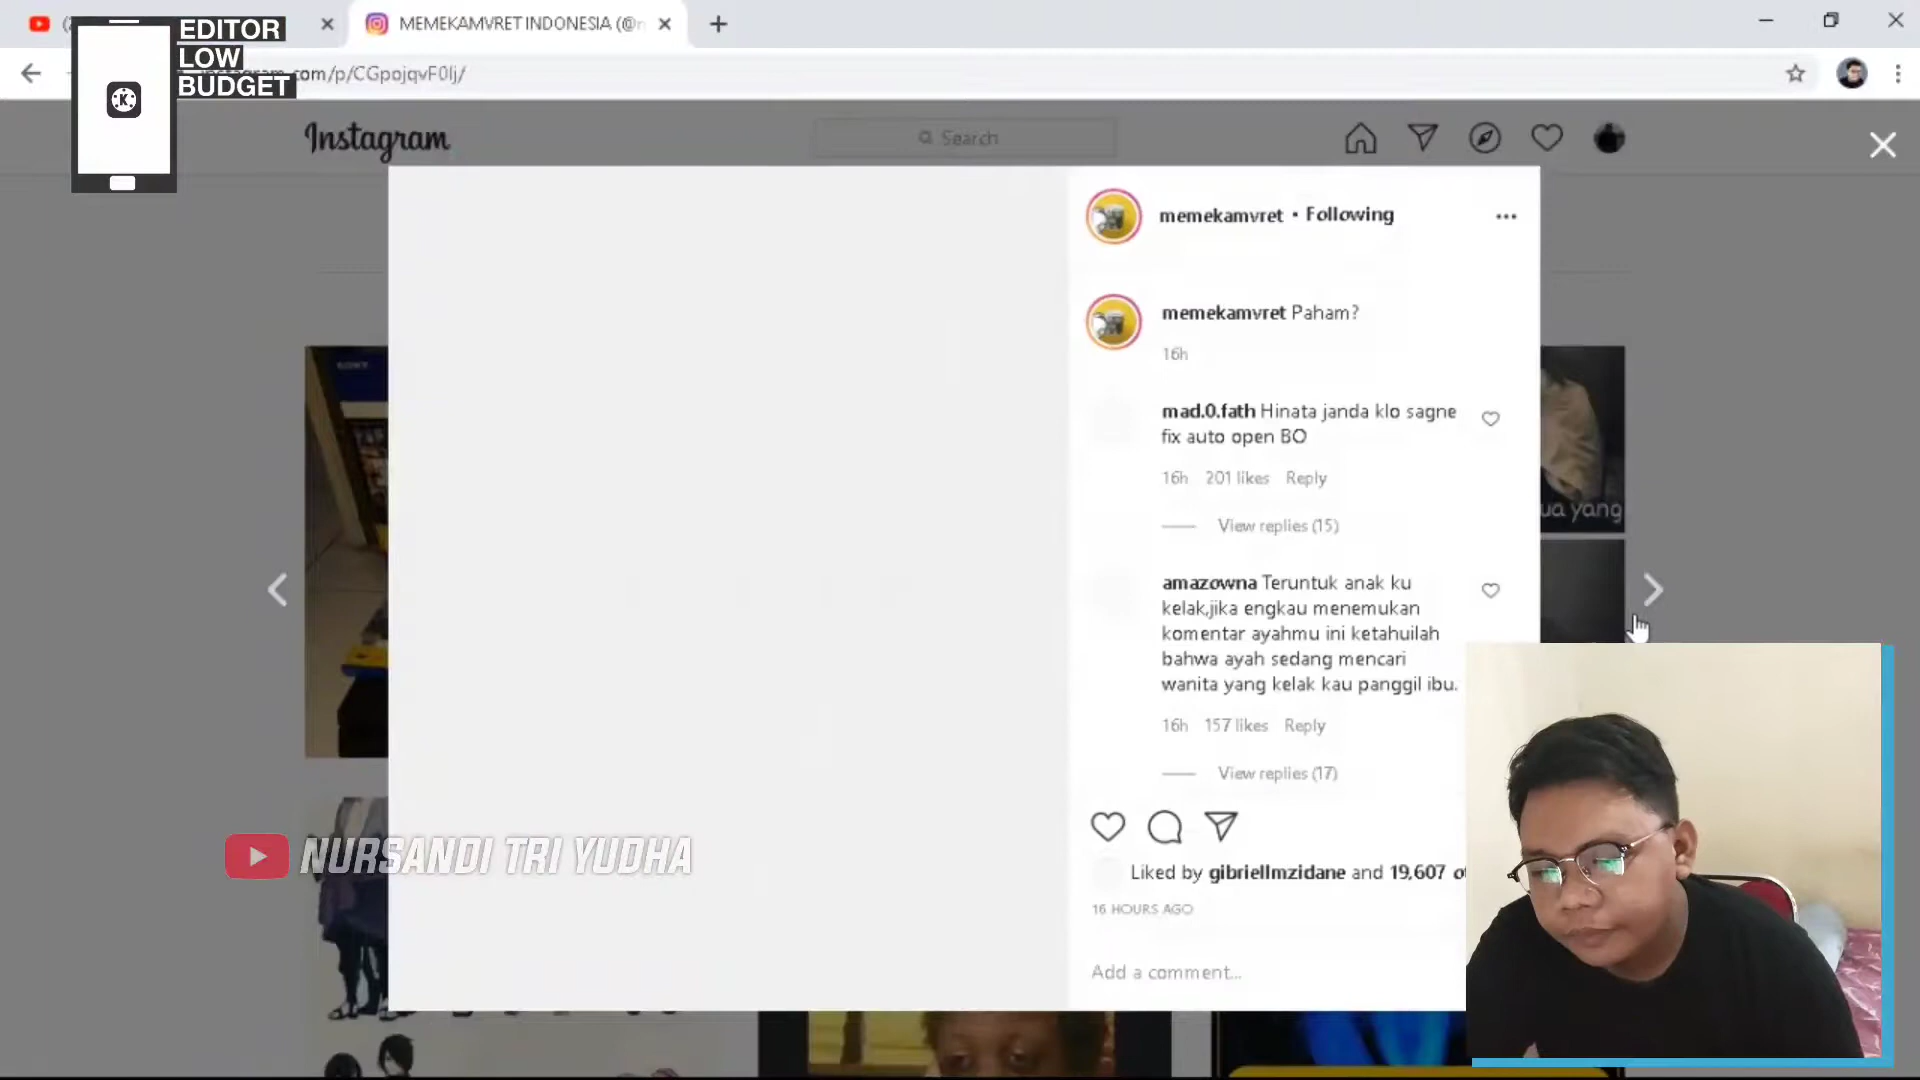 EDITOR
LOW
BUDGET
MEMEKAMVRET INDONESIA (@
instagram.com/p/CGpojqvF0lj/
Instagram
Search
memekamvret • Following
memekamvret Paham?
16h
mad.0.fath Hinata janda klo sagne
fix auto open BO
16h 201 likes Reply
View replies (15)
amazowna Teruntuk anak ku
kelak,jika engkau menemukan
komentar ayahmu ini ketahuilah
bahwa ayah sedang mencari
wanita yang kelak kau panggil ibu.
16h 157 likes Reply
View replies (17)
Liked by gibriellmzidane and 19,607
16 HOURS AGO
Add a comment...
ua yang
SONY
NURSANDI TRI YUDHA
K